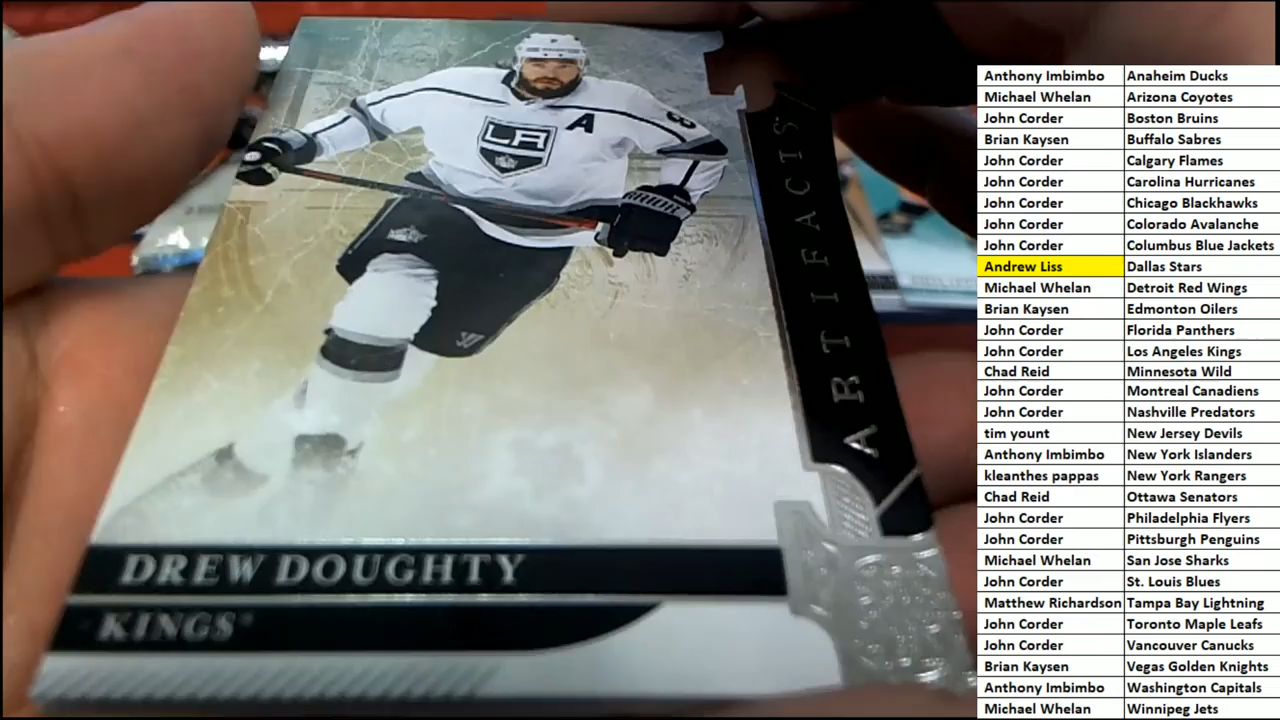 LA
A
8
WARRIOR
ARTIFACTS
DREW DOUGHTY
KINGS
Anthony Imbimbo Anaheim Ducks
Michael Whelan Arizona Coyotes
John Corder Boston Bruins
Brian Kaysen Buffalo Sabres
John Corder Calgary Flames
John Corder Carolina Hurricanes
John Corder Chicago Blackhawks
John Corder Colorado Avalanche
John Corder Columbus Blue Jackets
Andrew Liss Dallas Stars
Michael Whelan Detroit Red Wings
Brian Kaysen Edmonton Oilers
John Corder Florida Panthers
John Corder Los Angeles Kings
Chad Reid Minnesota Wild
John Corder Montreal Canadiens
John Corder Nashville Predators
tim yount New Jersey Devils
Anthony Imbimbo New York Islanders
kleanthes pappas New York Rangers
Chad Reid Ottawa Senators
John Corder Philadelphia Flyers
John Corder Pittsburgh Penguins
Michael Whelan San Jose Sharks
John Corder St. Louis Blues
Matthew Richardson Tampa Bay Lightning
John Corder Toronto Maple Leafs
John Corder Vancouver Canucks
Brian Kaysen Vegas Golden Knights
Anthony Imbimbo Washington Capitals
Michael Whelan Winnipeg Jets